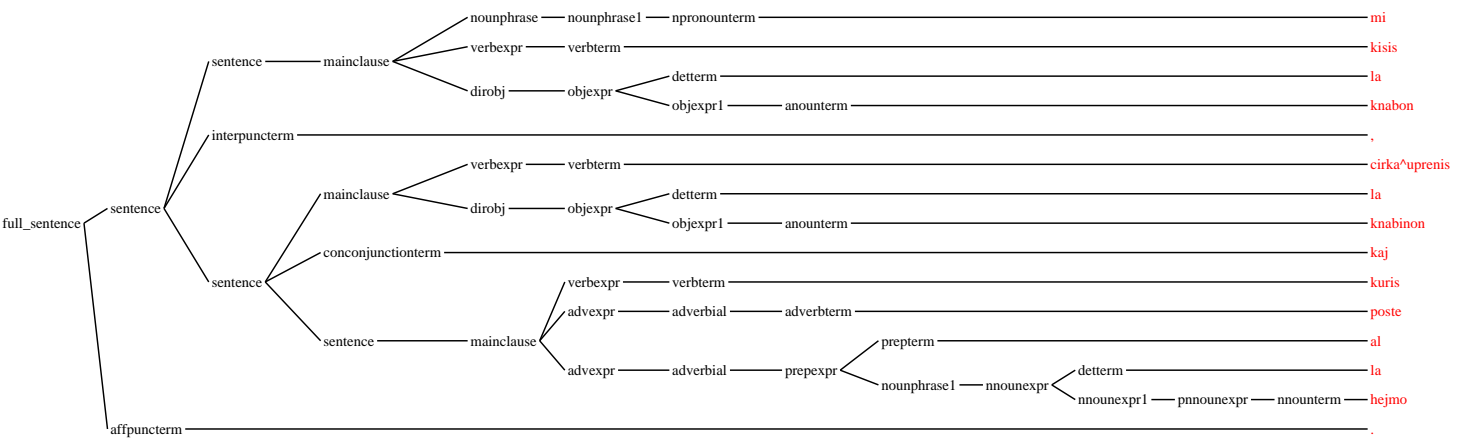 nounphrase nounphrase1 npronounterm mi
verbexpr verbterm kisis
sentence mainclause
detterm la
dirobj objexpr
objexpr1 anounterm knabon
interpuncterm ,
verbexpr verbterm cirka^uprenis
mainclause
detterm la
dirobj objexpr
full_sentence sentence
objexpr1 anounterm knabinon
conconjunctionterm kaj
sentence
verbexpr verbterm kuris
advexpr adverbial adverbterm poste
sentence mainclause
prepterm al
advexpr adverbial prepexpr
detterm la
nounphrase1 nnounexpr
nnounexpr1 pnnounexpr nnounterm hejmo
affpuncterm .